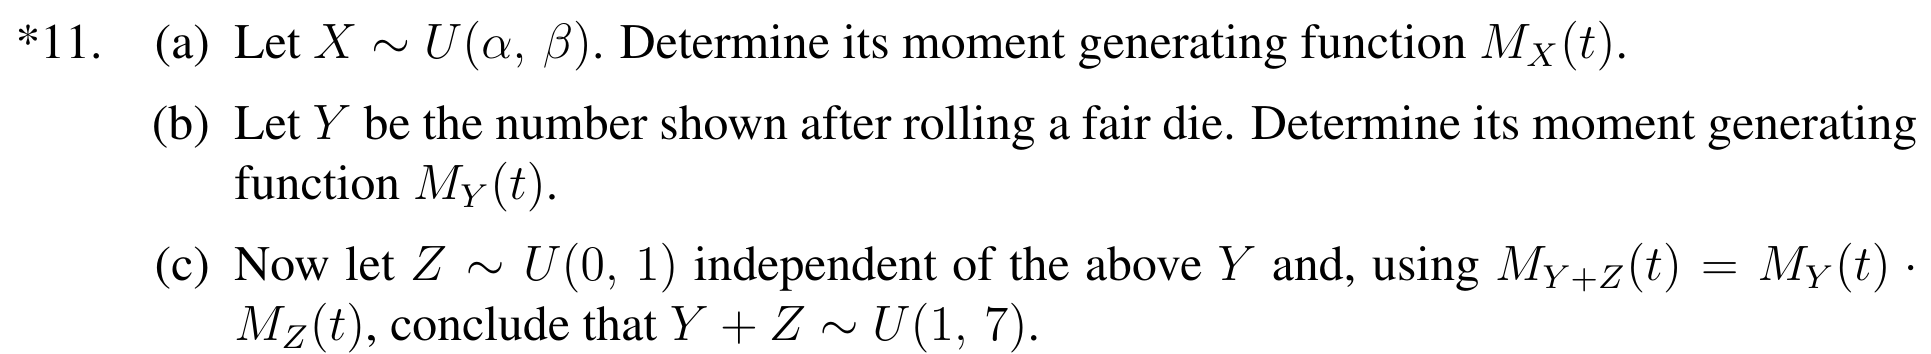 *11. (a) Let X ∼ U(α, β). Determine its moment generating function M_X(t).
(b) Let Y be the number shown after rolling a fair die. Determine its moment generating
function M_Y(t).
(c) Now let Z ∼ U(0, 1) independent of the above Y and, using M_{Y+Z}(t) = M_Y(t) ·
M_Z(t), conclude that Y + Z ∼ U(1, 7).